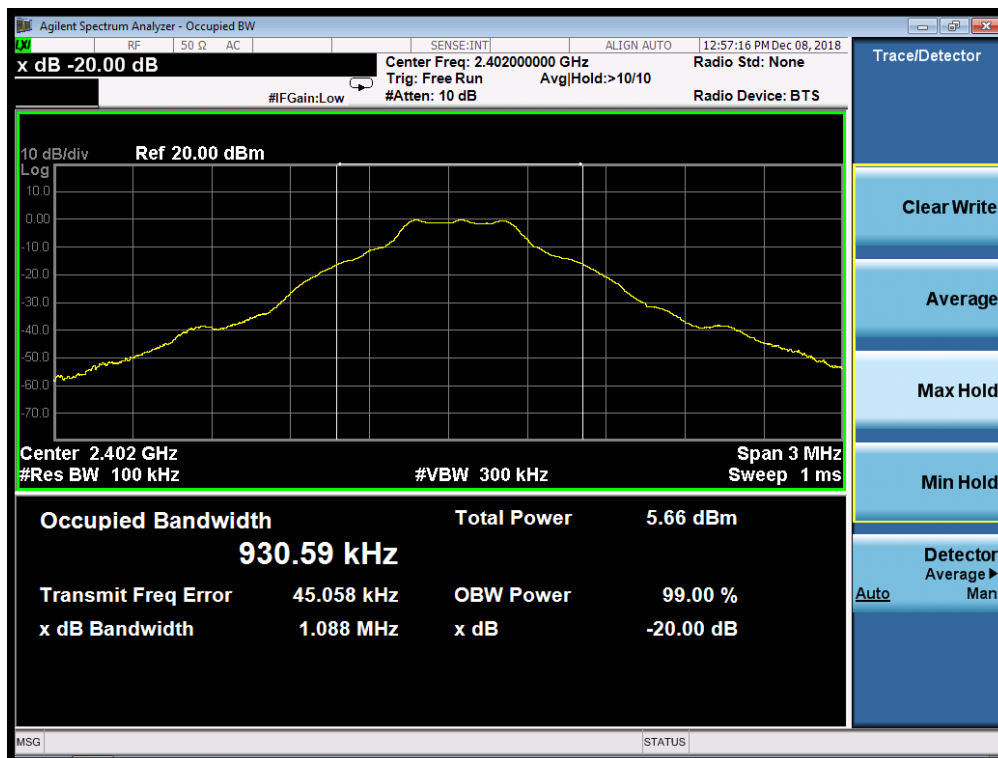 Agilent Spectrum Analyzer - Occupied BW
LXI RF 50 Ω AC SENSE:INT ALIGN AUTO 12:57:16 PM Dec 08, 2018
x dB -20.00 dB
Center Freq: 2.402000000 GHz Radio Std: None
Trig: Free Run Avg|Hold:>10/10
#IFGain:Low #Atten: 10 dB Radio Device: BTS
10 dB/div Ref 20.00 dBm
Log
10.0
0.00
-10.0
-20.0
-30.0
-40.0
-50.0
-60.0
-70.0
Center 2.402 GHz Span 3 MHz
#Res BW 100 kHz #VBW 300 kHz Sweep 1 ms
Occupied Bandwidth Total Power 5.66 dBm
930.59 kHz
Transmit Freq Error 45.058 kHz OBW Power 99.00 %
x dB Bandwidth 1.088 MHz x dB -20.00 dB
MSG STATUS
Trace/Detector
Clear Write
Average
Max Hold
Min Hold
Detector
Average
Auto Man